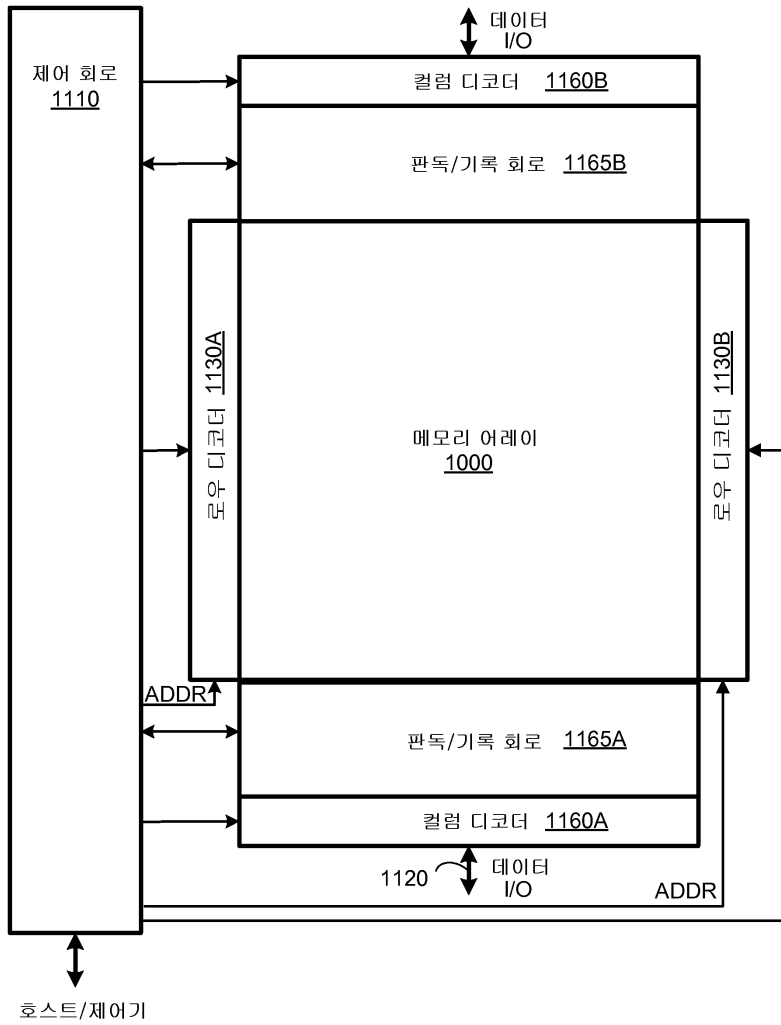 데이터
I/O
제어 회로
1110
컬럼 디코더 1160B
판독/기록 회로 1165B
로우 디코더 1130A
메모리 어레이
1000
로우 디코더 1130B
ADDR
판독/기록 회로 1165A
컬럼 디코더 1160A
1120
데이터
I/O
ADDR
호스트/제어기